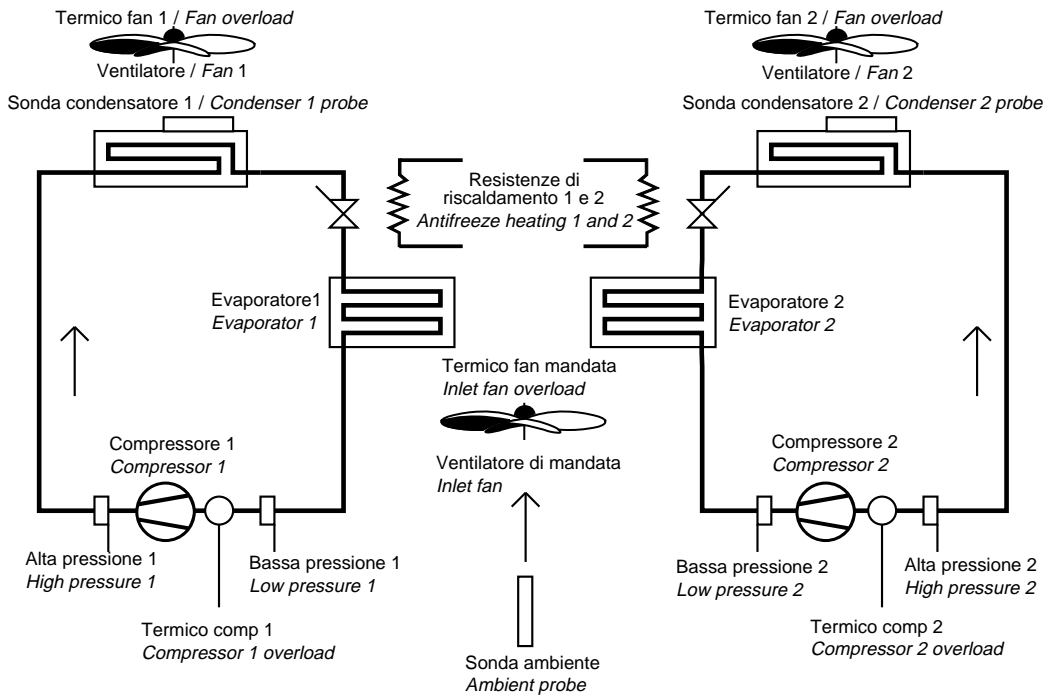 Termico fan 1 / Fan overload
Ventilatore / Fan 1
Sonda condensatore 1 / Condenser 1 probe
Termico fan 2 / Fan overload
Ventilatore / Fan 2
Sonda condensatore 2 / Condenser 2 probe
Resistenze di
riscaldamento 1 e 2
Antifreeze heating 1 and 2
Evaporatore1
Evaporator 1
Evaporatore 2
Evaporator 2
Termico fan mandata
Inlet fan overload
Ventilatore di mandata
Inlet fan
Compressore 1
Compressor 1
Compressore 2
Compressor 2
Alta pressione 1
High pressure 1
Bassa pressione 1
Low pressure 1
Bassa pressione 2
Low pressure 2
Alta pressione 2
High pressure 2
Termico comp 1
Compressor 1 overload
Termico comp 2
Compressor 2 overload
Sonda ambiente
Ambient probe